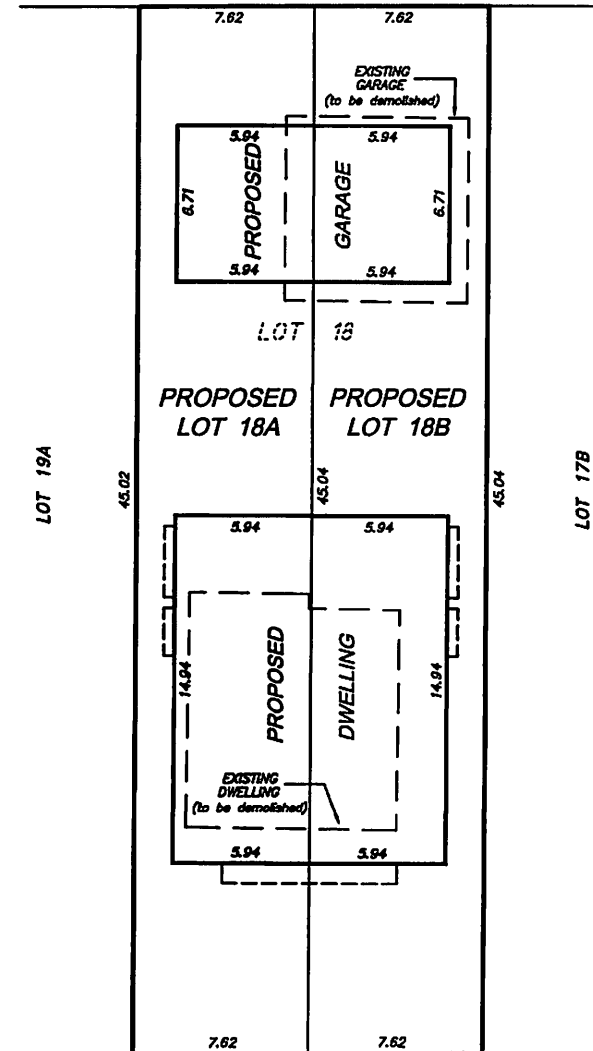 7.62 7.62
EXISTING
GARAGE
(to be demolished)
5.94 5.94
6.71 PROPOSED GARAGE 6.71
5.94 5.94
LOT 18
PROPOSED PROPOSED
LOT 18A LOT 18B
LOT 19A 45.02 45.04 45.04 LOT 17B
5.94 5.94
14.94 PROPOSED DWELLING 14.94
EXISTING
DWELLING
(to be demolished)
5.94 5.94
7.62 7.62